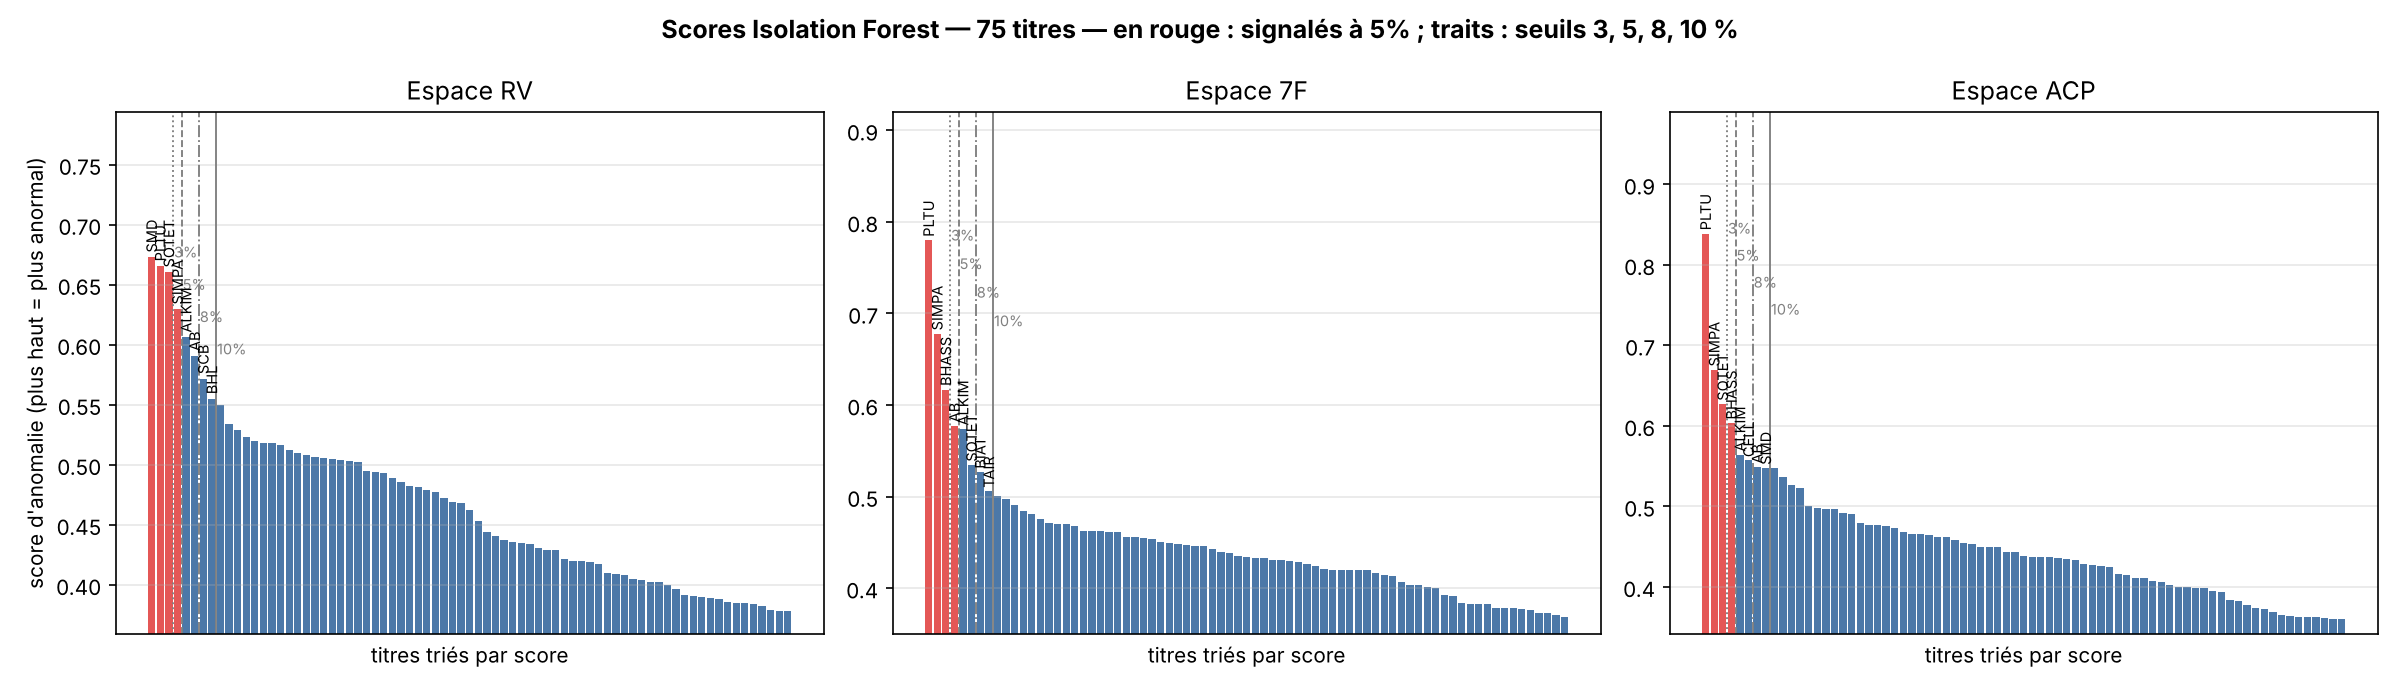 Scores Isolation Forest — 75 titres — en rouge : signalés à 5% ; traits : seuils 3, 5, 8, 10 %
Espace RV
score d'anomalie (plus haut = plus anormal)
0.75
0.70
0.65
0.60
0.55
0.50
0.45
0.40
SMD
PLTU
SOTET
SIMPA
ALKIM
AB
SCB
BHL
3%
5%
8%
10%
titres triés par score
Espace 7F
0.9
0.8
0.7
0.6
0.5
0.4
PLTU
SIMPA
BHASS
AB
ALKIM
SOTET
BIAT
TAIR
3%
5%
8%
10%
titres triés par score
Espace ACP
0.9
0.8
0.7
0.6
0.5
0.4
PLTU
SIMPA
SOTET
BHASS
ALKIM
CELL
AB
SMD
3%
5%
8%
10%
titres triés par score